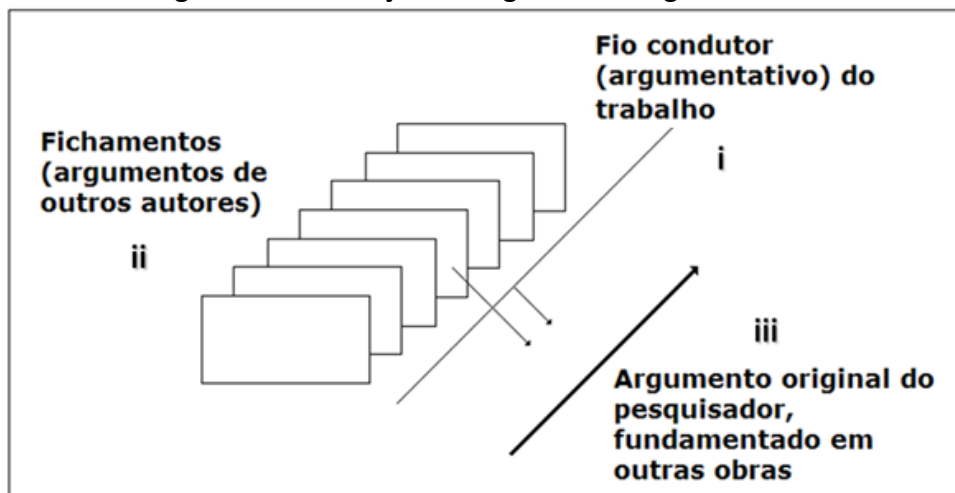 Fio condutor
(argumentativo) do
trabalho
i
Fichamentos
(argumentos de
outros autores)
ii
iii
Argumento original do
pesquisador,
fundamentado em
outras obras